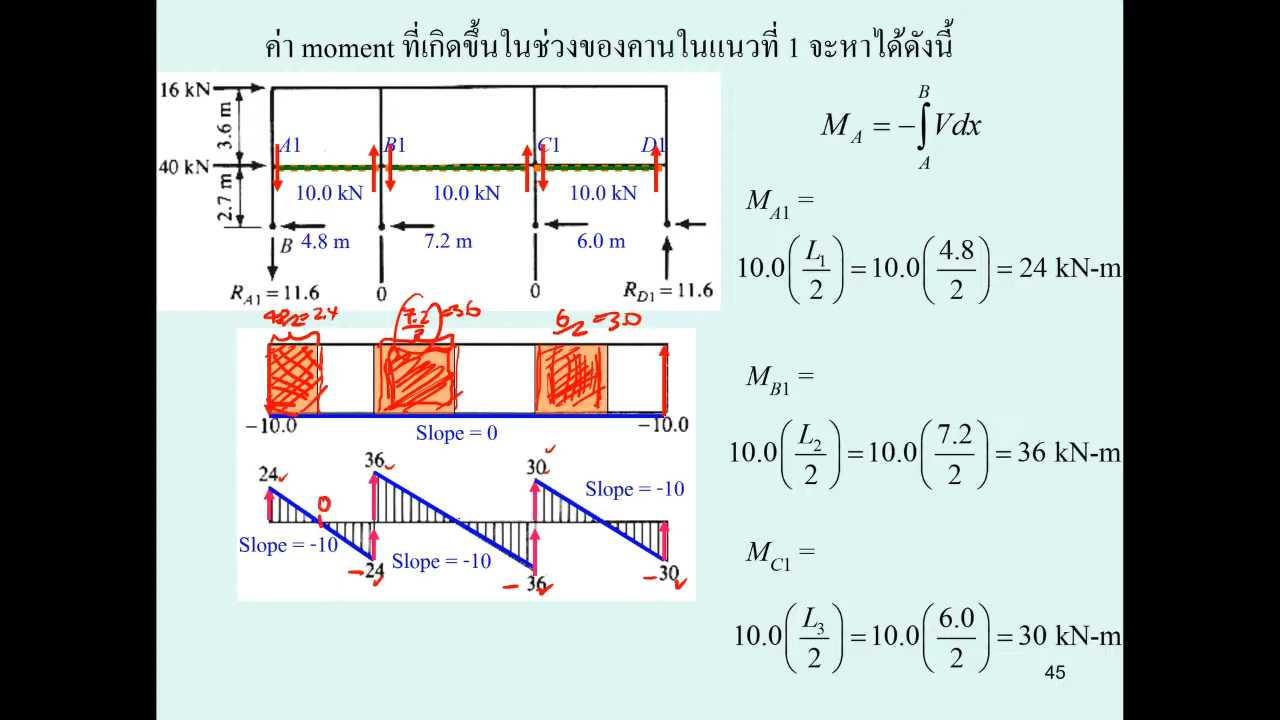 ค่า moment ที่เกิดขึ้นในช่วงของคานในแนวที่ 1 จะหาได้ดังนี้
16 kN
3.6 m
A1 B1 C1 D1
40 kN
10.0 kN 10.0 kN 10.0 kN
2.7 m
B 4.8 m 7.2 m 6.0 m
R_A1 = 11.6 0 0 R_D1 = 11.6
4.8/2 = 2.4 (7.2/2) = 3.6 6/2 = 3.0
−10.0 Slope = 0 −10.0
24 36 30
0
Slope = -10
Slope = -10 Slope = -10
−24 −36 −30
M_A = −∫_A^B Vdx
M_A1 =
10.0(L_1/2) = 10.0(4.8/2) = 24 kN-m
M_B1 =
10.0(L_2/2) = 10.0(7.2/2) = 36 kN-m
M_C1 =
10.0(L_3/2) = 10.0(6.0/2) = 30 kN-m
45